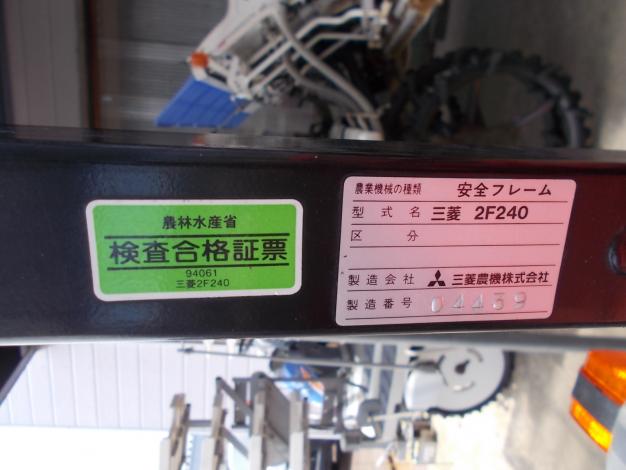 農林水産省
検査合格証票
94061
三菱2F240
農業機械の種類 安全フレーム
型式名 三菱 2F240
区分
製造会社 三菱農機株式会社
製造番号 04439